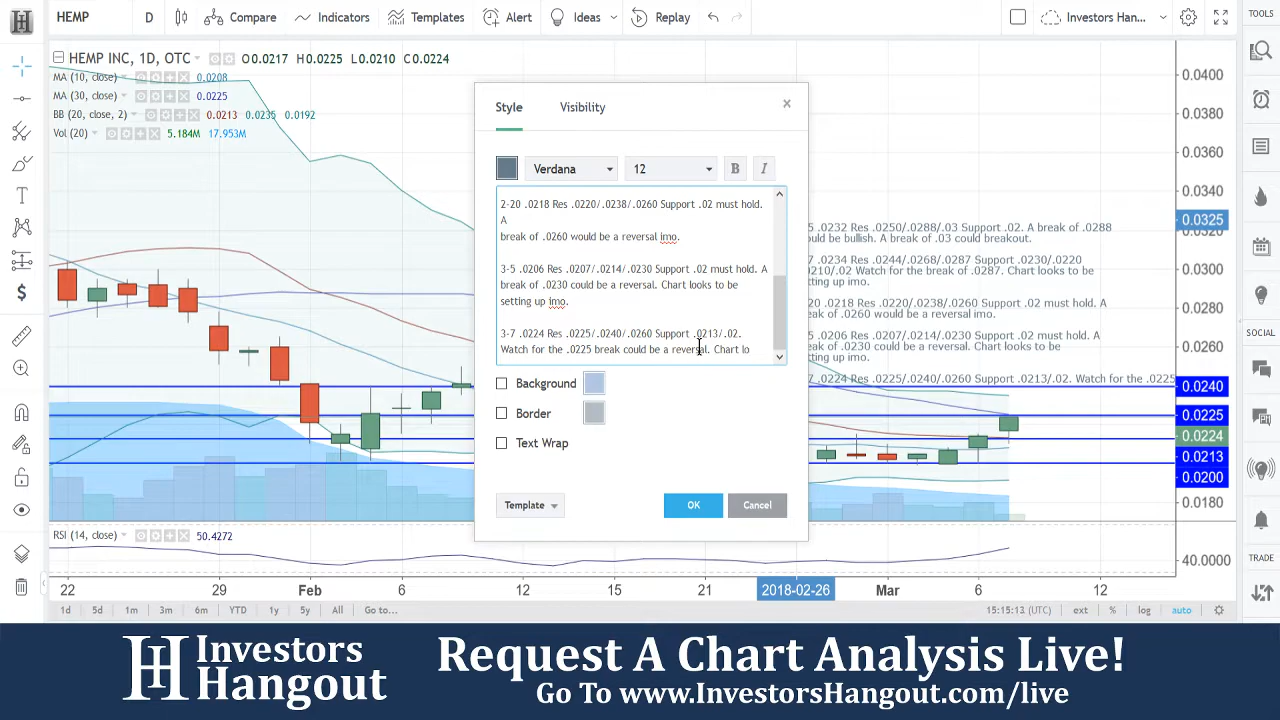 HEMP D Compare Indicators Templates Alert Ideas Replay Investors Han... TOOLS
HEMP INC, 1D, OTC O0.0217 H0.0225 L0.0210 C0.0224
MA (10, close) 0.0208
MA (30, close) 0.0225
BB (20, close, 2) 0.0213 0.0235 0.0192
Vol (20) 5.184M 17.953M
Style Visibility ×
Verdana 12 B I
2-20 .0218 Res .0220/.0238/.0260 Support .02 must hold.
A
break of .0260 would be a reversal imo.
3-5 .0206 Res .0207/.0214/.0230 Support .02 must hold. A
break of .0230 could be a reversal. Chart looks to be
setting up imo.
3-7 .0224 Res .0225/.0240/.0260 Support .0213/.02.
Watch for the .0225 break could be a reversal. Chart lo
Background
Border
Text Wrap
Template OK Cancel
5 .0232 Res .0250/.0288/.03 Support .02. A break of .0288
uld be bullish. A break of .03 could breakout.
7 .0234 Res .0244/.0268/.0287 Support .0230/.0220
0210/.02 Watch for the break of .0287. Chart looks to be
tting up imo.
20 .0218 Res .0220/.0238/.0260 Support .02 must hold. A
eak of .0260 would be a reversal imo.
5 .0206 Res .0207/.0214/.0230 Support .02 must hold. A
eak of .0230 could be a reversal. Chart looks to be
tting up imo.
7 .0224 Res .0225/.0240/.0260 Support .0213/.02. Watch for the .0225
0.0400
0.0380
0.0360
0.0340
0.0325
0.0320
0.0300
0.0280
0.0260
0.0240
0.0225
0.0224
0.0213
0.0200
0.0180
SOCIAL
TRADE
RSI (14, close) 50.4272
40.0000
22 29 Feb 6 12 15 21 2018-02-26 Mar 6 12
1d 5d 1m 3m 6m YTD 1y 5y All Go to... 15:15:13 (UTC) ext % log auto
H
Investors
Hangout
Request A Chart Analysis Live!
Go To www.InvestorsHangout.com/live